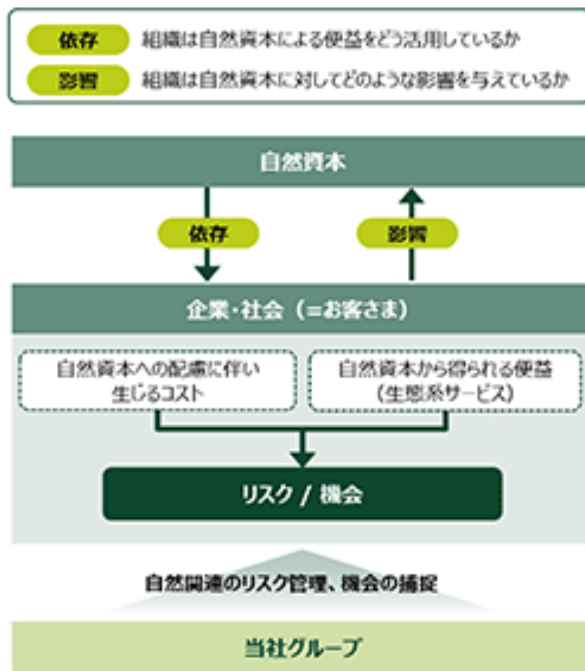 依存 組織は自然資本による便益をどう活用しているか
影響 組織は自然資本に対してどのような影響を与えているか
自然資本
依存
影響
企業・社会（=お客さま）
自然資本への配慮に伴い
生じるコスト
自然資本から得られる便益
（生態系サービス）
リスク / 機会
自然関連のリスク管理、機会の捕捉
当社グループ